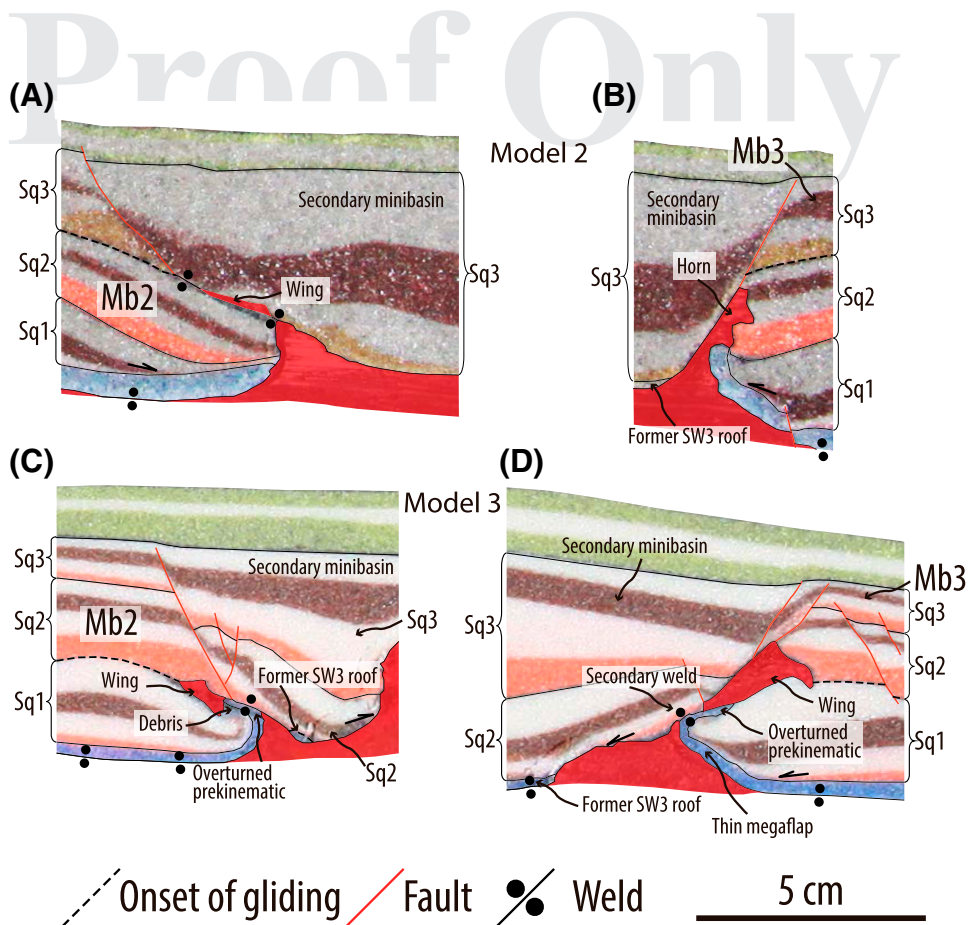 Proof Only
(A)
(B)
Model 2
Mb3
Sq3
Secondary minibasin
Sq3
Sq2
Mb2
Wing
Sq1
Secondary
minibasin
Sq3
Horn
Sq3
Sq2
Sq1
Former SW3 roof
(C)
(D)
Model 3
Sq3
Secondary minibasin
Sq2
Mb2
Sq3
Sq1
Wing
Former SW3 roof
Debris
Overturned
prekinematic
Sq2
Secondary minibasin
Mb3
Sq3
Sq3
Sq2
Secondary weld
Wing
Sq2
Overturned
prekinematic
Sq1
Former SW3 roof
Thin megaflap
Onset of gliding
Fault
Weld
5 cm